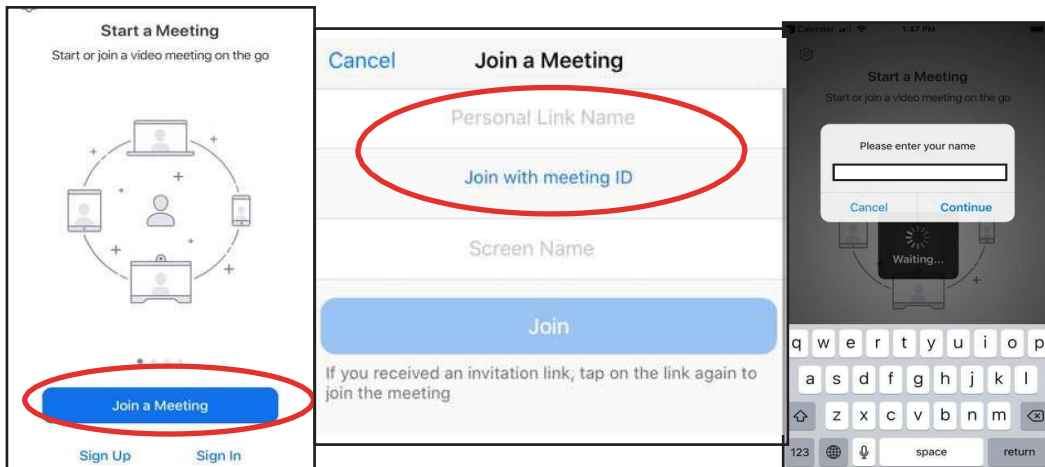 Start a Meeting
Start or join a video meeting on the go
Join a Meeting
Sign Up Sign In
Cancel Join a Meeting
Personal Link Name
Join with meeting ID
Screen Name
Join
If you received an invitation link, tap on the link again to
join the meeting
Calendar 1:47 PM
Start a Meeting
Start or join a video meeting on the go
Please enter your name
Cancel Continue
Waiting...
q w e r t y u i o p
a s d f g h j k l
z x c v b n m
123 space return